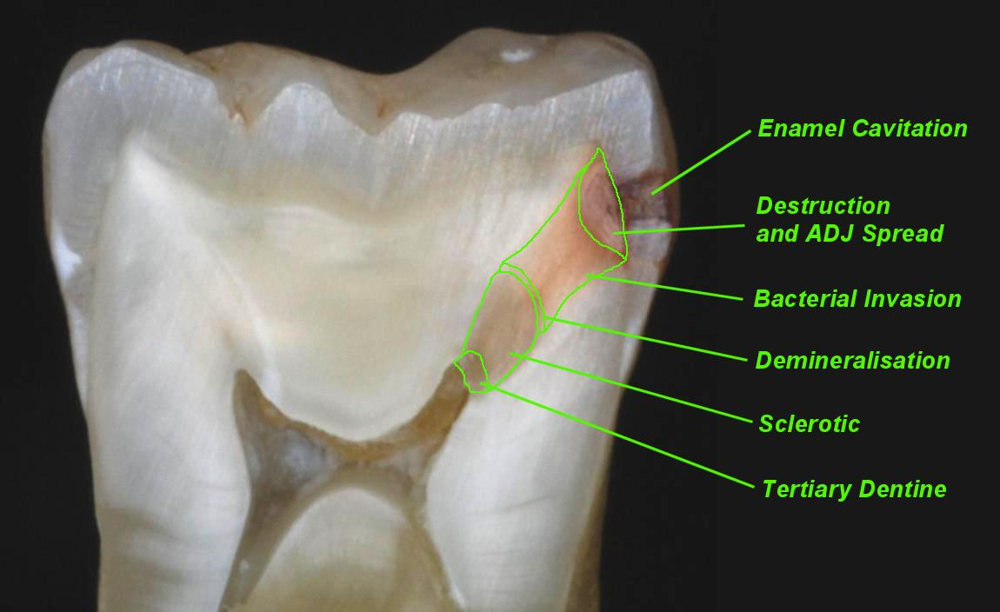 Enamel Cavitation
Destruction
and ADJ Spread
Bacterial Invasion
Demineralisation
Sclerotic
Tertiary Dentine